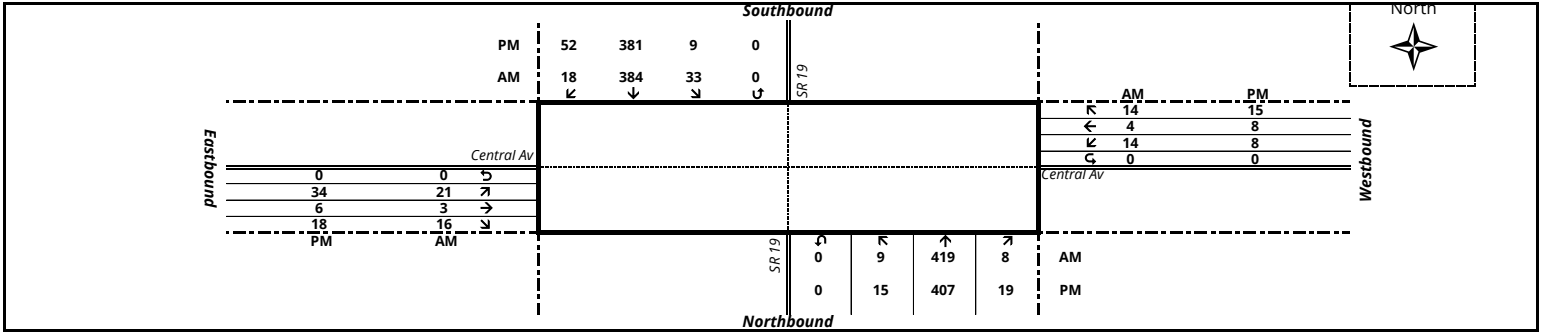 Southbound
North
PM 52 381 9 0
AM 18 384 33 0
SR 19
AM PM
14 15
4 8
14 8
0 0
Eastbound
Westbound
Central Av
Central Av
0 0
34 21
6 3
18 16
PM AM
SR 19
0 9 419 8 AM
0 15 407 19 PM
Northbound